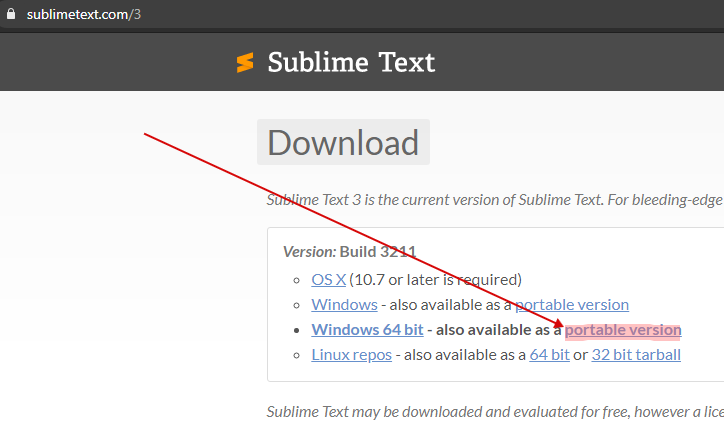 sublimetext.com/3
Sublime Text
Download
Sublime Text 3 is the current version of Sublime Text. For bleeding-edge
Version: Build 3211
OS X (10.7 or later is required)
Windows - also available as a portable version
Windows 64 bit - also available as a portable version
Linux repos - also available as a 64 bit or 32 bit tarball
Sublime Text may be downloaded and evaluated for free, however a lice